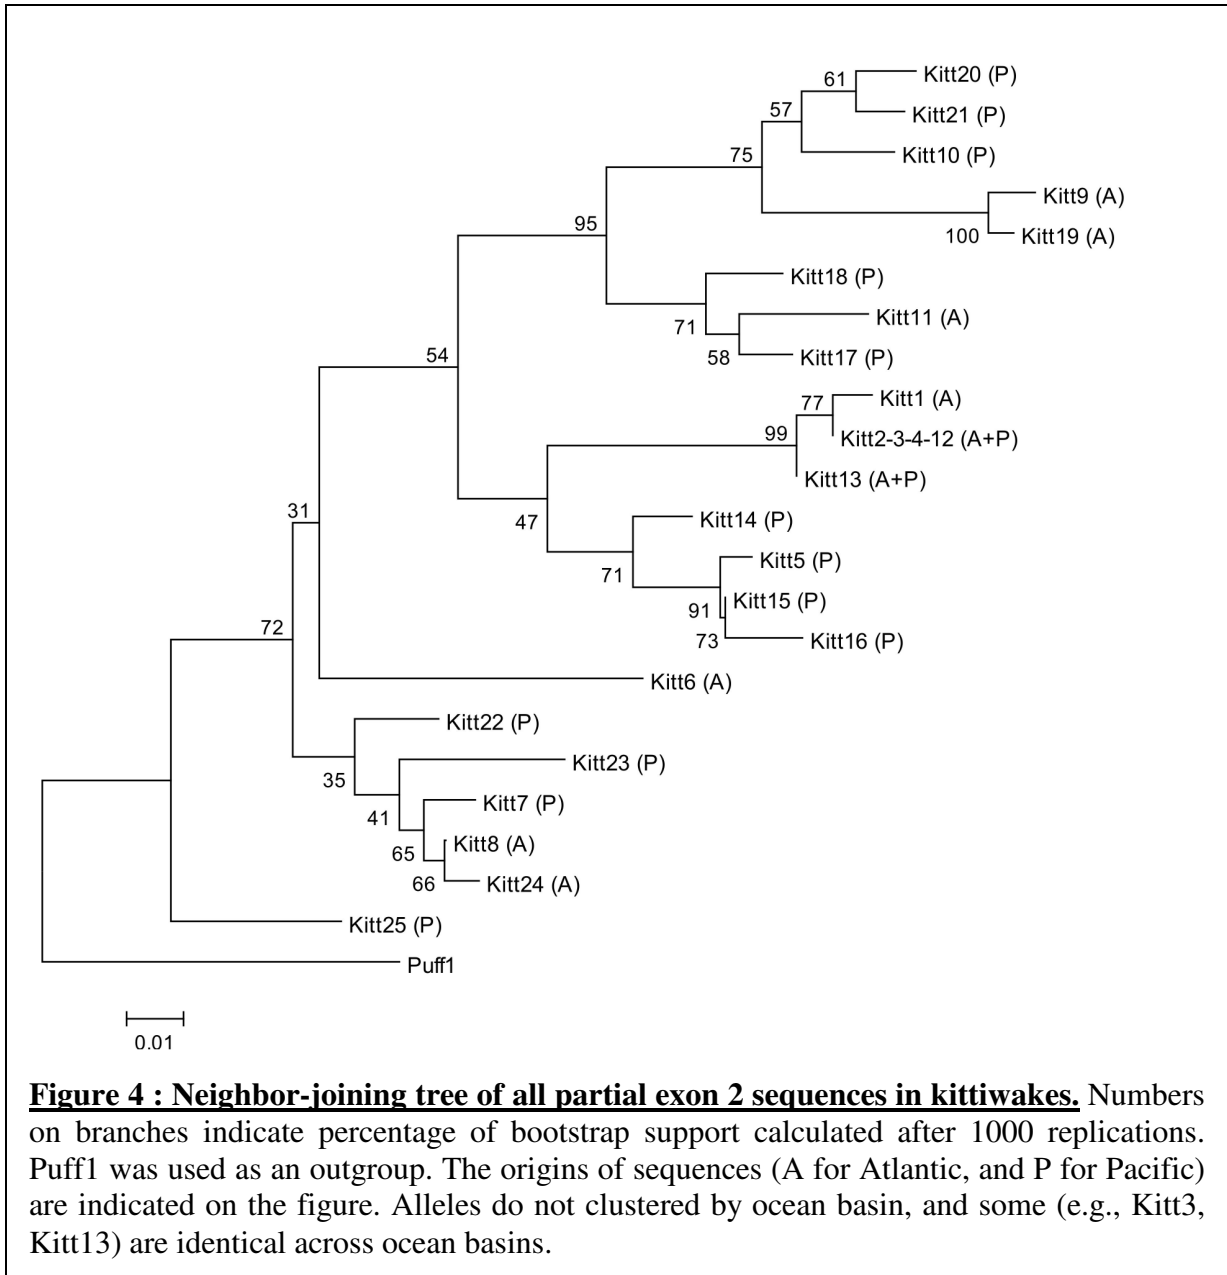 61
Kitt20 (P)
57
Kitt21 (P)
75
Kitt10 (P)
Kitt9 (A)
95
100
Kitt19 (A)
Kitt18 (P)
71
Kitt11 (A)
54
58
Kitt17 (P)
77
Kitt1 (A)
99
Kitt2-3-4-12 (A+P)
Kitt13 (A+P)
31
47
Kitt14 (P)
71
Kitt5 (P)
91
Kitt15 (P)
72
73
Kitt16 (P)
Kitt6 (A)
Kitt22 (P)
35
Kitt23 (P)
41
Kitt7 (P)
65
Kitt8 (A)
66
Kitt24 (A)
Kitt25 (P)
Puff1
0.01
Figure 4 : Neighbor-joining tree of all partial exon 2 sequences in kittiwakes. Numbers
on branches indicate percentage of bootstrap support calculated after 1000 replications.
Puff1 was used as an outgroup. The origins of sequences (A for Atlantic, and P for Pacific)
are indicated on the figure. Alleles do not clustered by ocean basin, and some (e.g., Kitt3,
Kitt13) are identical across ocean basins.